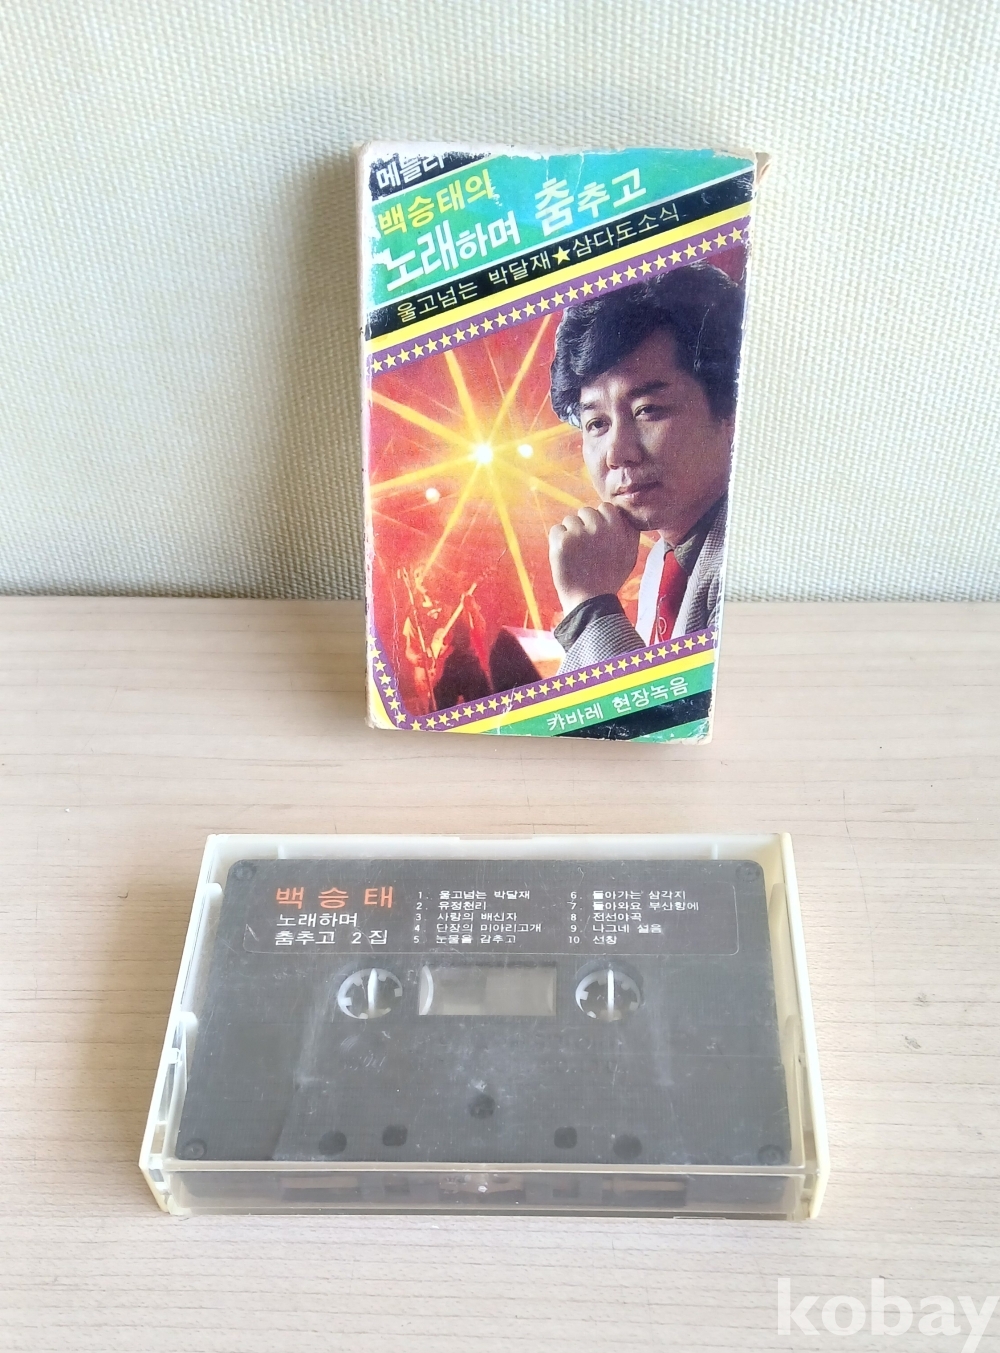 메들리
백승태의
노래하며 춤추고
울고넘는 박달재★삼다도소식
캬바레 현장녹음
백승태
노래하며
춤추고 2집
1. 울고넘는 박달재
2. 유정천리
3. 사랑의 배신자
4. 단장의 미아리고개
5. 눈물을 감추고
6. 돌아가는 삼각지
7. 돌아와요 부산항에
8. 전선야곡
9. 나그네 설움
10 선창
kobay